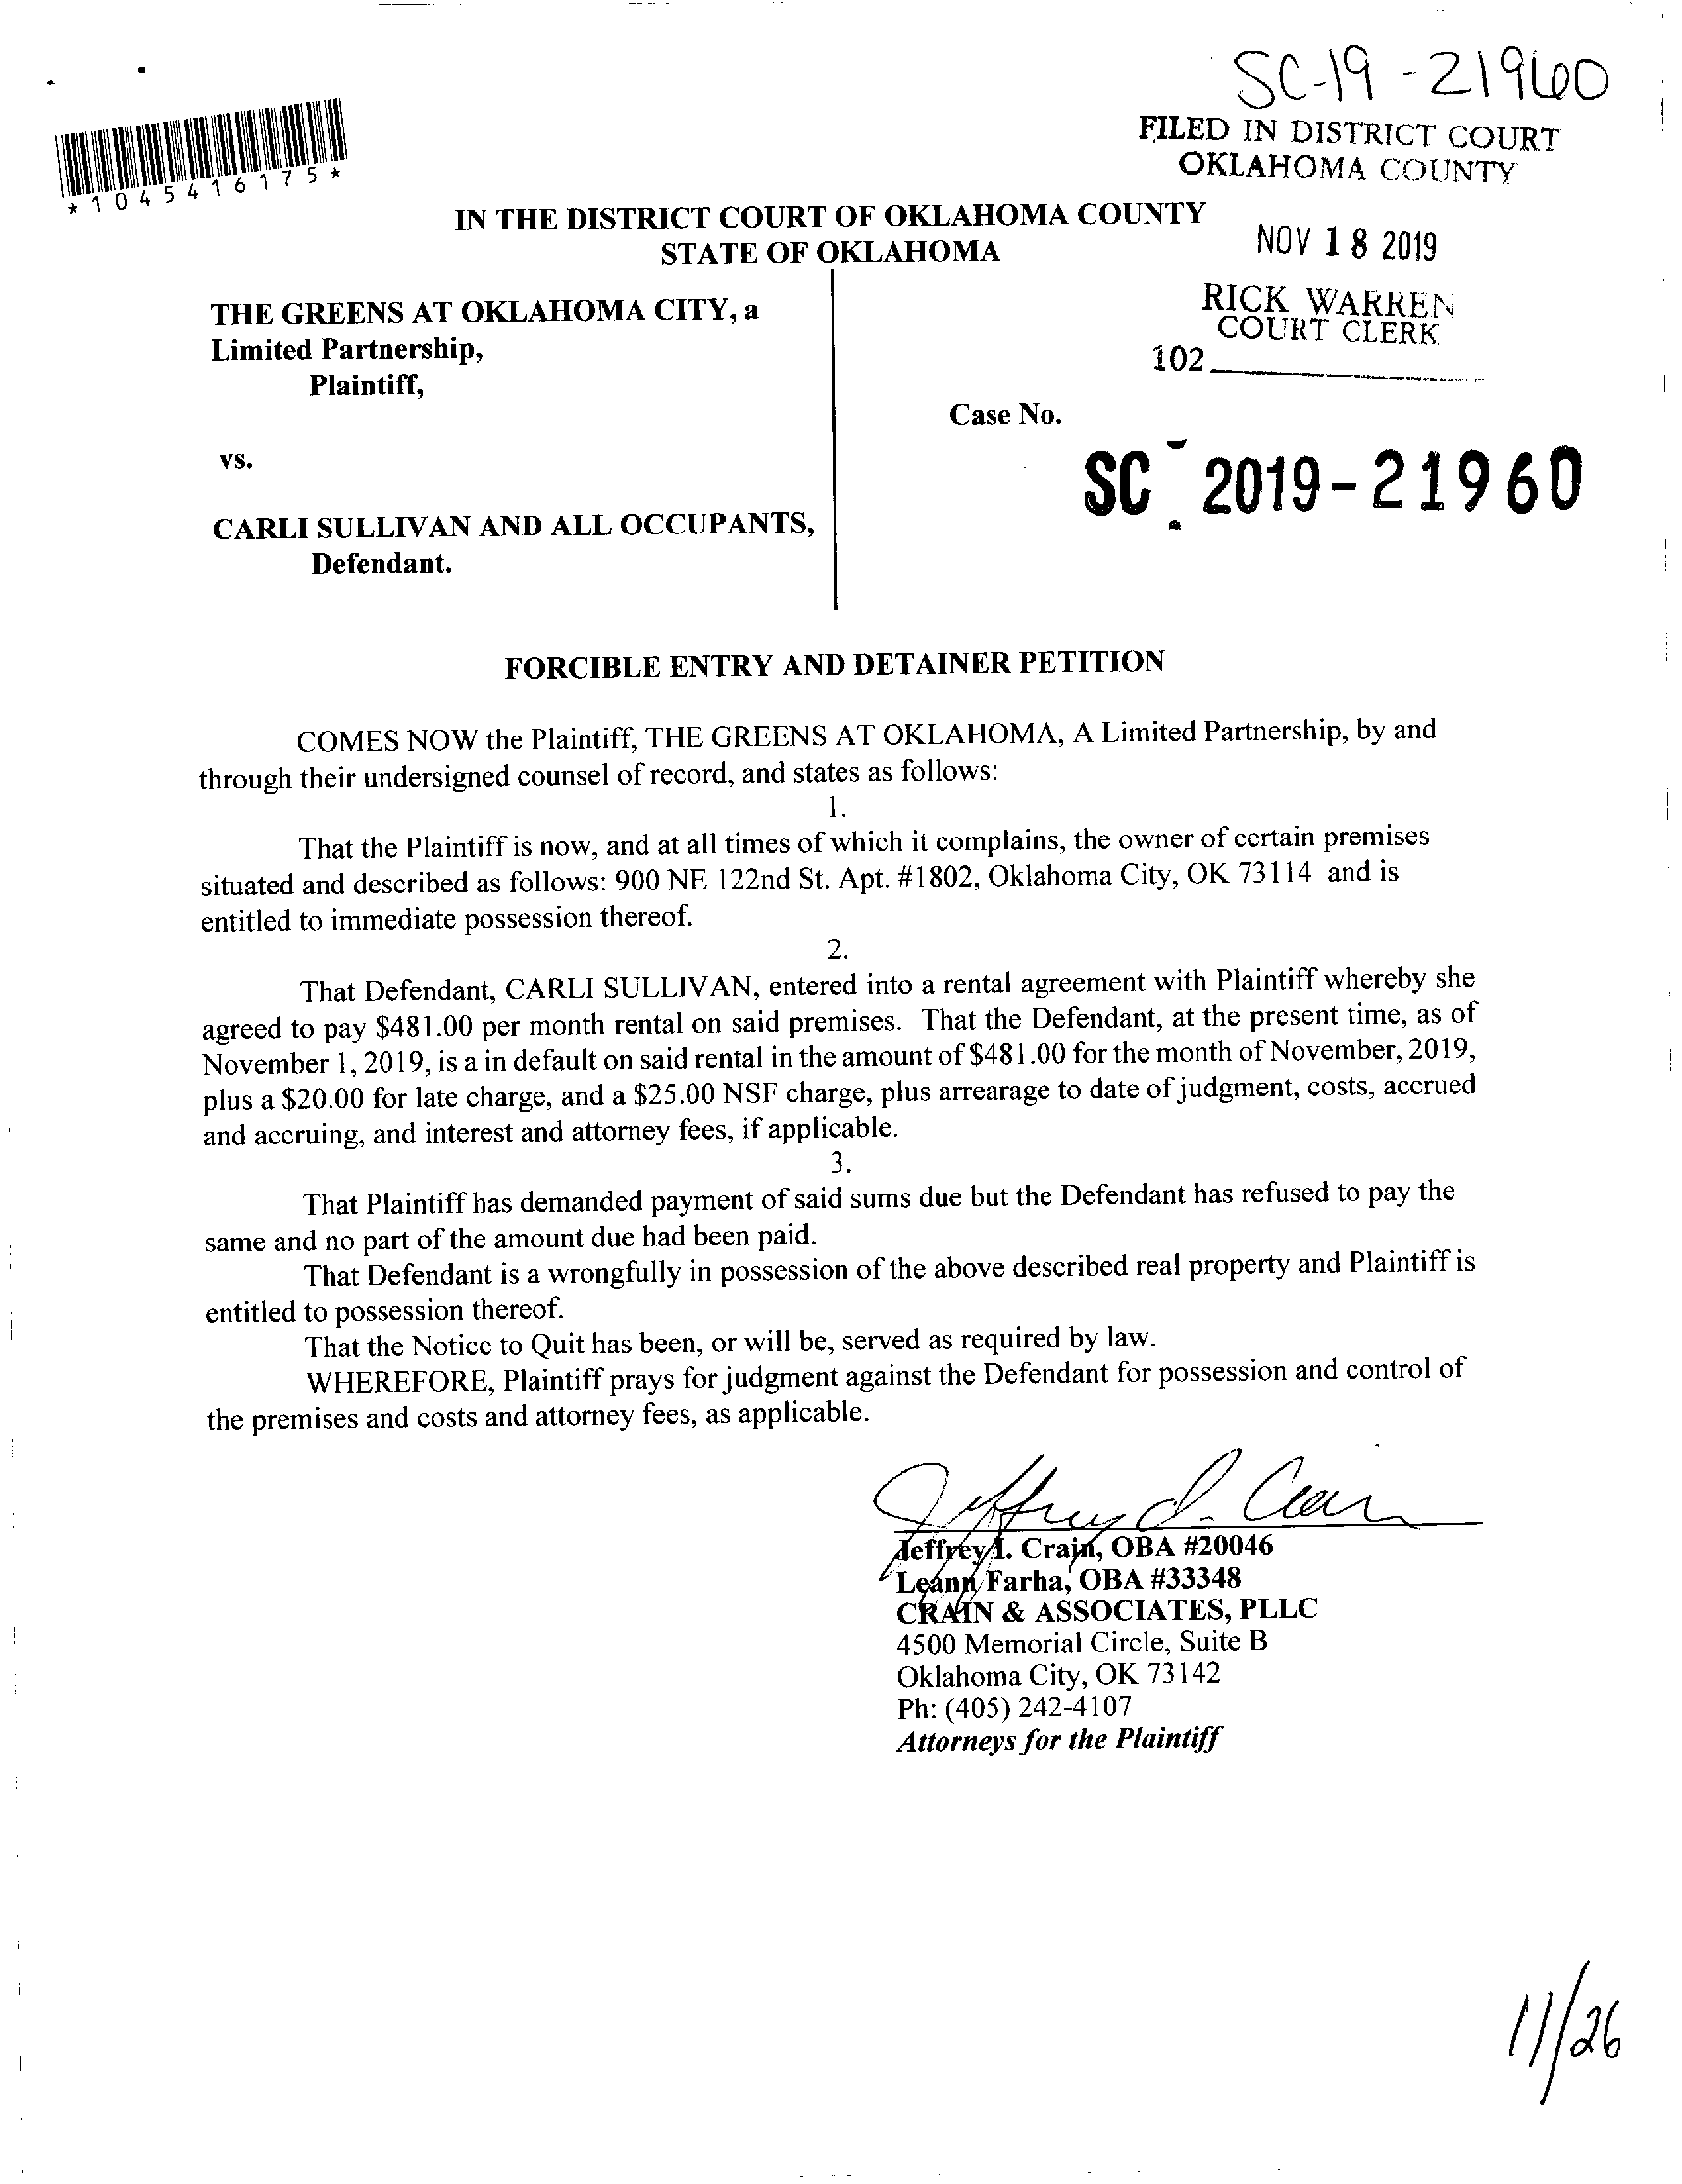 SC-19-21960
FILED IN DISTRICT COURT
OKLAHOMA COUNTY
*1045416175*
IN THE DISTRICT COURT OF OKLAHOMA COUNTY
STATE OF OKLAHOMA
NOV 18 2019
RICK WARREN
COURT CLERK
102
THE GREENS AT OKLAHOMA CITY, a
Limited Partnership,
Plaintiff,
Case No.
vs.
SC-2019-21960
CARLI SULLIVAN AND ALL OCCUPANTS,
Defendant.
FORCIBLE ENTRY AND DETAINER PETITION
COMES NOW the Plaintiff, THE GREENS AT OKLAHOMA, A Limited Partnership, by and
through their undersigned counsel of record, and states as follows:
1.
That the Plaintiff is now, and at all times of which it complains, the owner of certain premises
situated and described as follows: 900 NE 122nd St. Apt. #1802, Oklahoma City, OK 73114 and is
entitled to immediate possession thereof.
2.
That Defendant, CARLI SULLIVAN, entered into a rental agreement with Plaintiff whereby she
agreed to pay $481.00 per month rental on said premises. That the Defendant, at the present time, as of
November 1, 2019, is a in default on said rental in the amount of $481.00 for the month of November, 2019,
plus a $20.00 for late charge, and a $25.00 NSF charge, plus arrearage to date of judgment, costs, accrued
and accruing, and interest and attorney fees, if applicable.
3.
That Plaintiff has demanded payment of said sums due but the Defendant has refused to pay the
same and no part of the amount due had been paid.
That Defendant is a wrongfully in possession of the above described real property and Plaintiff is
entitled to possession thereof.
That the Notice to Quit has been, or will be, served as required by law.
WHEREFORE, Plaintiff prays for judgment against the Defendant for possession and control of
the premises and costs and attorney fees, as applicable.
Jeffrey I. Crain
Jeffrey I. Crain, OBA #20046
Leann Farha, OBA #33348
CRAIN & ASSOCIATES, PLLC
4500 Memorial Circle, Suite B
Oklahoma City, OK 73142
Ph: (405) 242-4107
Attorneys for the Plaintiff
11/26